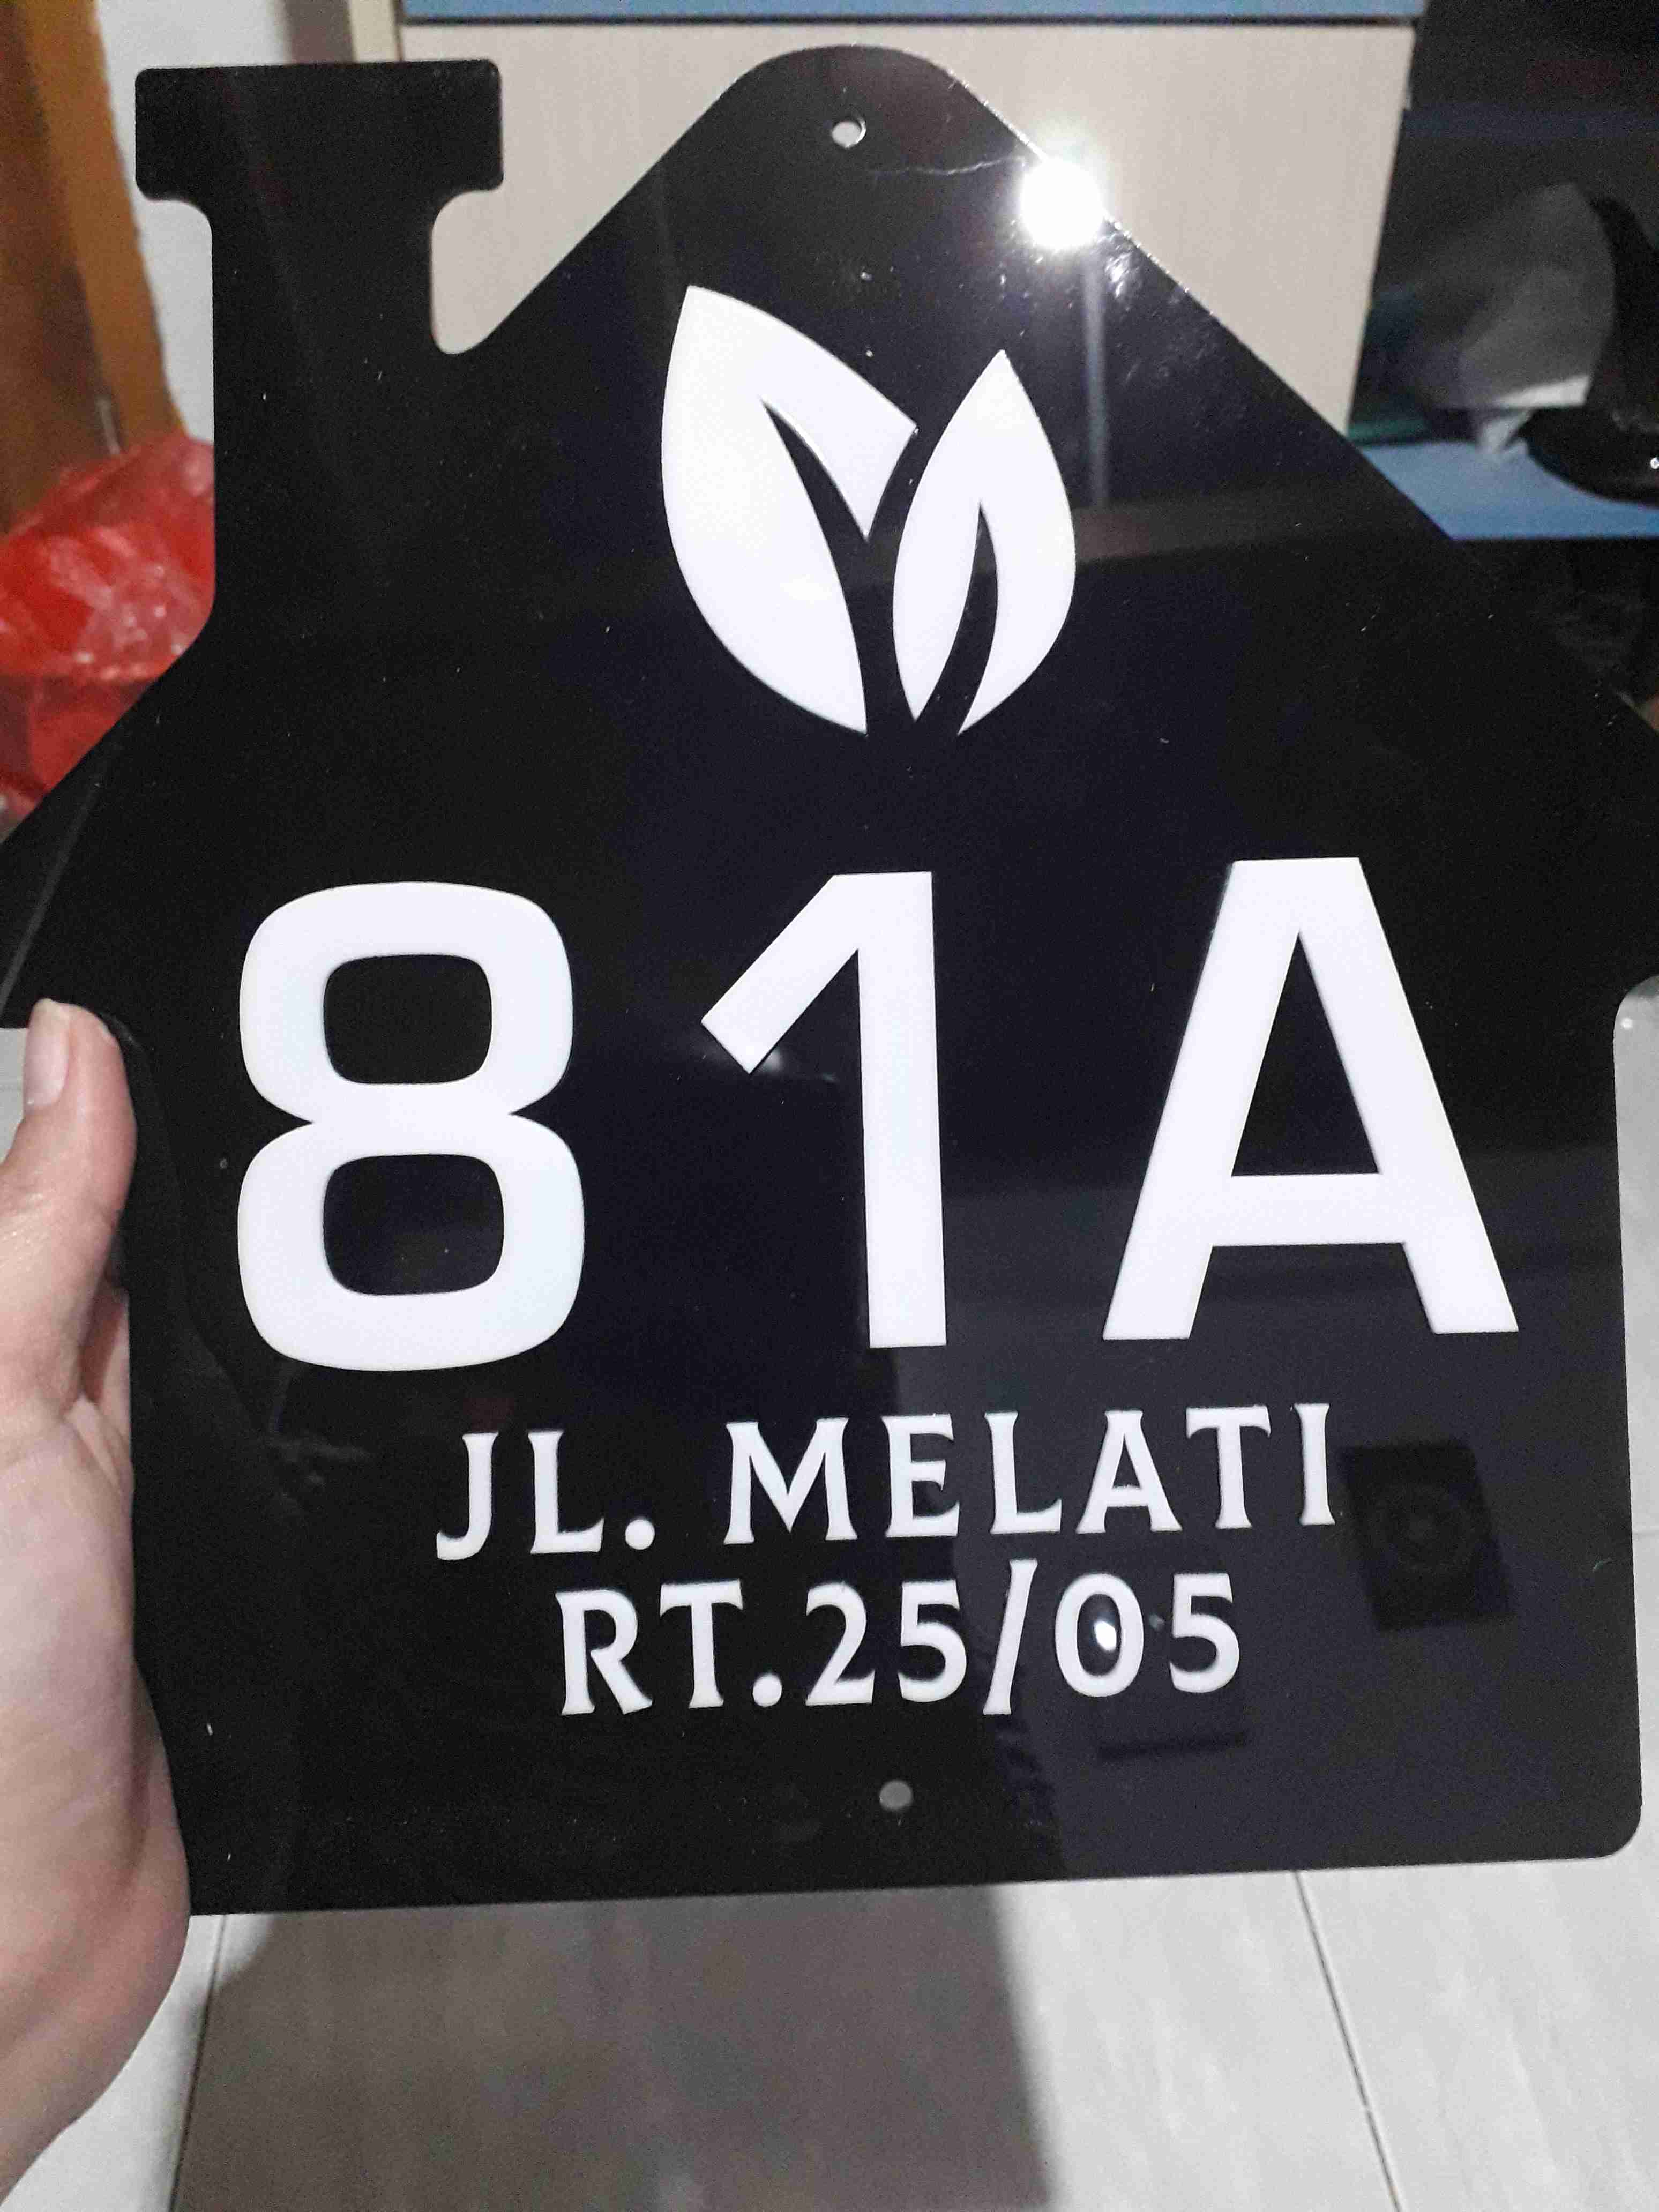 81A
JL. MELATI
RT.25/05